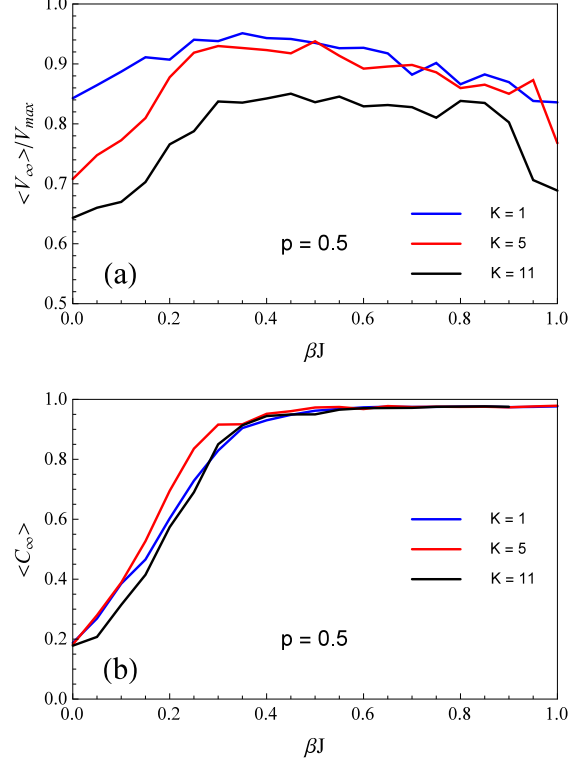 1.0
0.9
0.8
0.7
0.6
0.5
<V∞>/Vmax
K = 1
K = 5
K = 11
p = 0.5
(a)
0.0 0.2 0.4 0.6 0.8 1.0
βJ
1.0
0.8
0.6
0.4
0.2
0.0
<C∞>
K = 1
K = 5
K = 11
p = 0.5
(b)
0.0 0.2 0.4 0.6 0.8 1.0
βJ